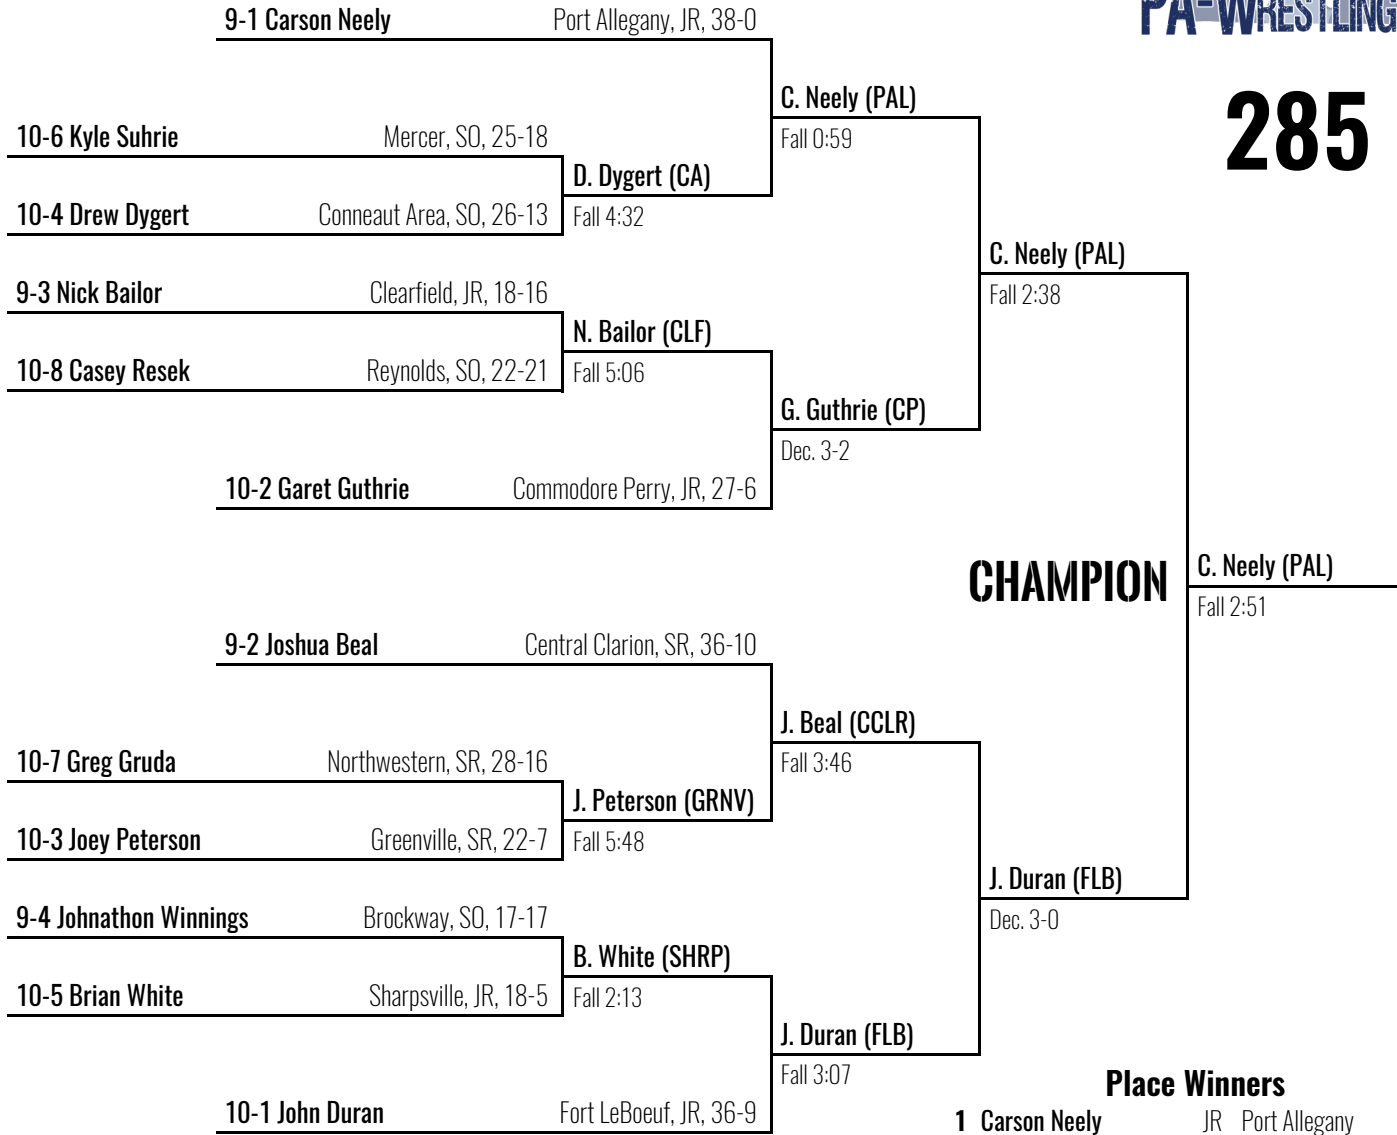 PA-WRESTLING
285
9-1 Carson Neely Port Allegany, JR, 38-0
C. Neely (PAL)
Fall 0:59
10-6 Kyle Suhrie Mercer, SO, 25-18
D. Dygert (CA)
Fall 4:32
10-4 Drew Dygert Conneaut Area, SO, 26-13
C. Neely (PAL)
Fall 2:38
9-3 Nick Bailor Clearfield, JR, 18-16
N. Bailor (CLF)
Fall 5:06
10-8 Casey Resek Reynolds, SO, 22-21
G. Guthrie (CP)
Dec. 3-2
10-2 Garet Guthrie Commodore Perry, JR, 27-6
CHAMPION
C. Neely (PAL)
Fall 2:51
9-2 Joshua Beal Central Clarion, SR, 36-10
J. Beal (CCLR)
Fall 3:46
10-7 Greg Gruda Northwestern, SR, 28-16
J. Peterson (GRNV)
Fall 5:48
10-3 Joey Peterson Greenville, SR, 22-7
J. Duran (FLB)
Dec. 3-0
9-4 Johnathon Winnings Brockway, SO, 17-17
B. White (SHRP)
Fall 2:13
10-5 Brian White Sharpsville, JR, 18-5
J. Duran (FLB)
Fall 3:07
10-1 John Duran Fort LeBoeuf, JR, 36-9
Place Winners
1 Carson Neely JR Port Allegany